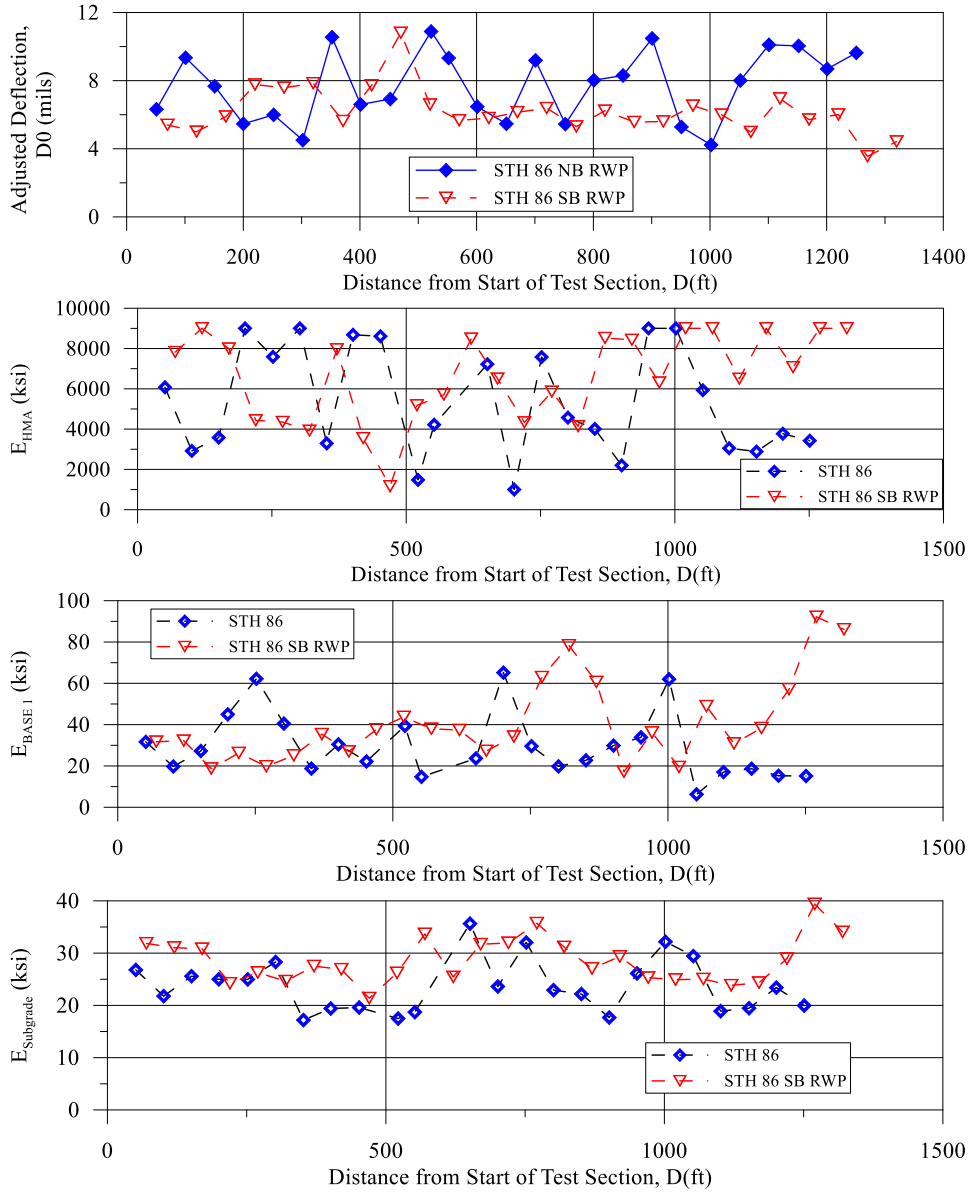 Adjusted Deflection,
D0 (mils)
12
8
4
0
STH 86 NB RWP
STH 86 SB RWP
0 200 400 600 800 1000 1200 1400
Distance from Start of Test Section, D(ft)
E_HMA (ksi)
10000
8000
6000
4000
2000
0
STH 86
STH 86 SB RWP
0 500 1000 1500
Distance from Start of Test Section, D(ft)
E_BASE 1 (ksi)
100
80
60
40
20
0
STH 86
STH 86 SB RWP
0 500 1000 1500
Distance from Start of Test Section, D(ft)
E_Subgrade (ksi)
40
30
20
10
0
STH 86
STH 86 SB RWP
0 500 1000 1500
Distance from Start of Test Section, D(ft)